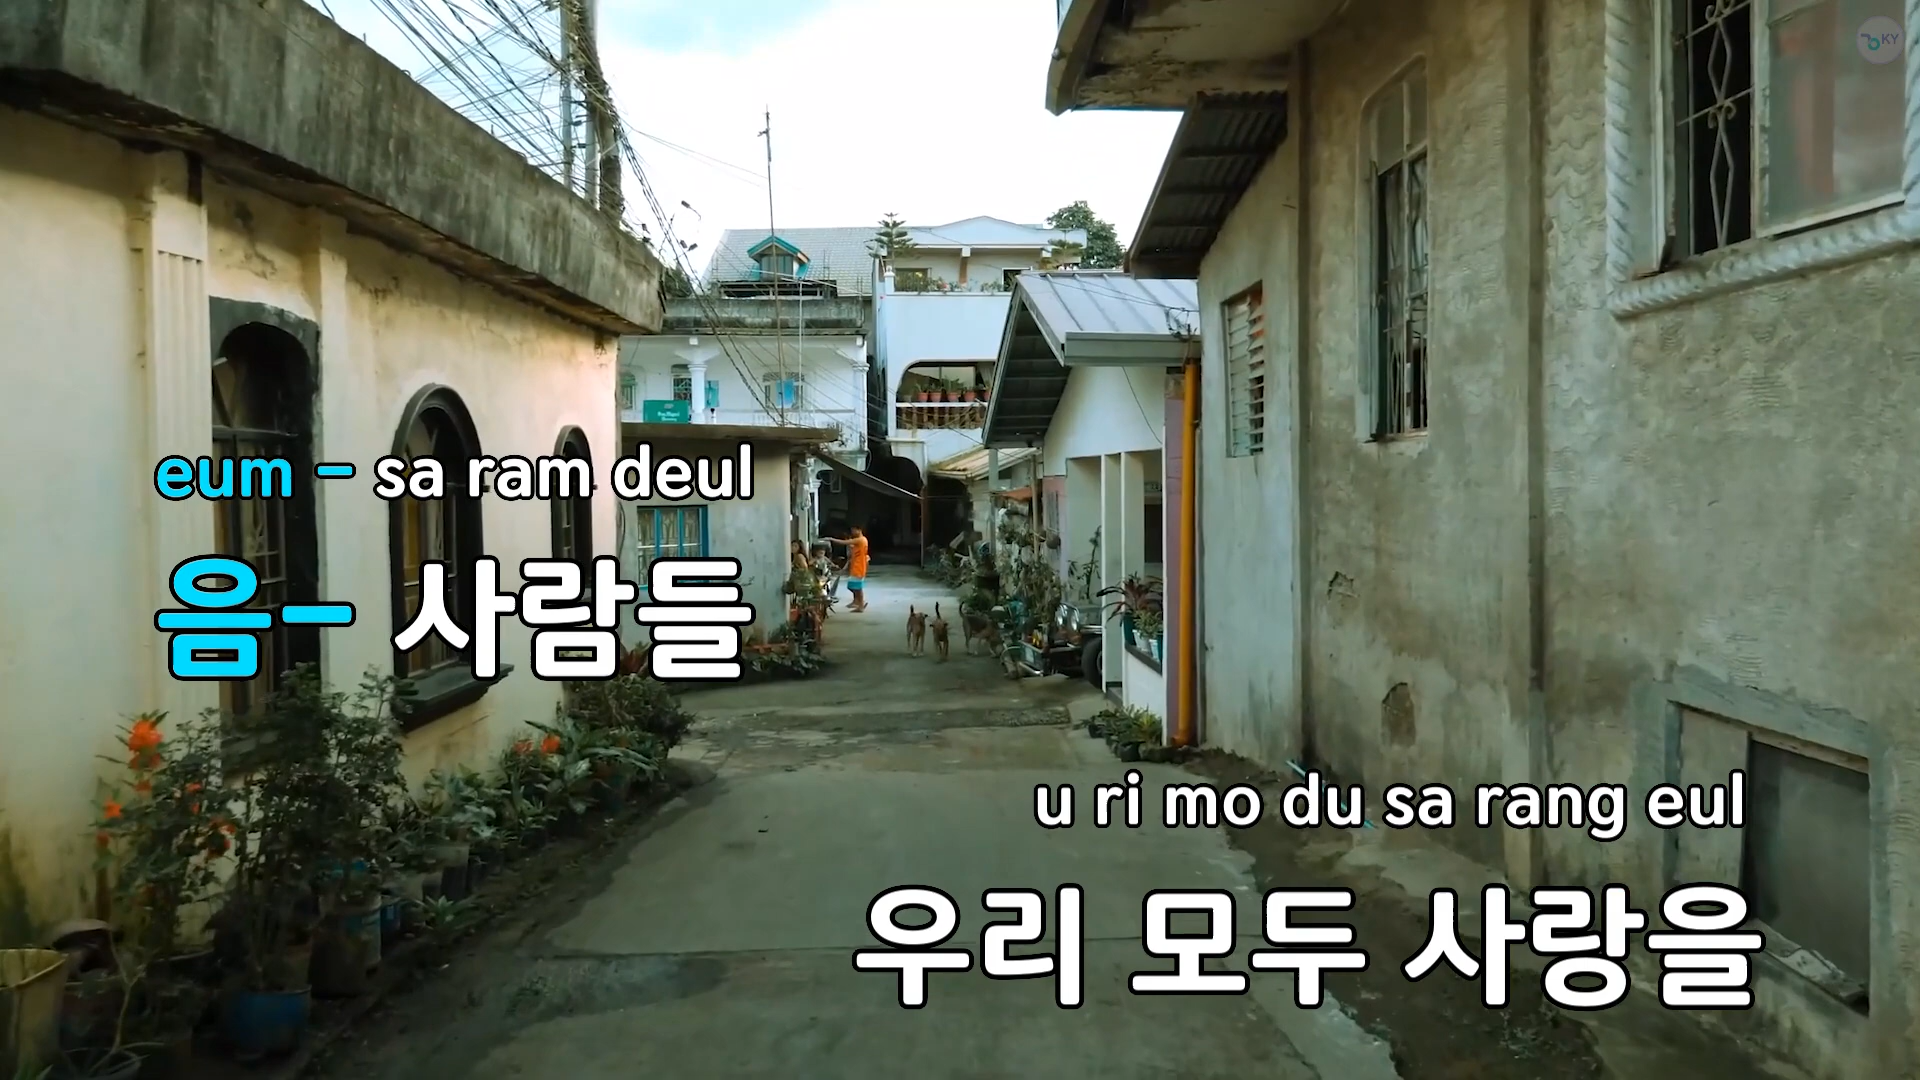 KY
eum – sa ram deul
음– 사람들
u ri mo du sa rang eul
우리 모두 사랑을